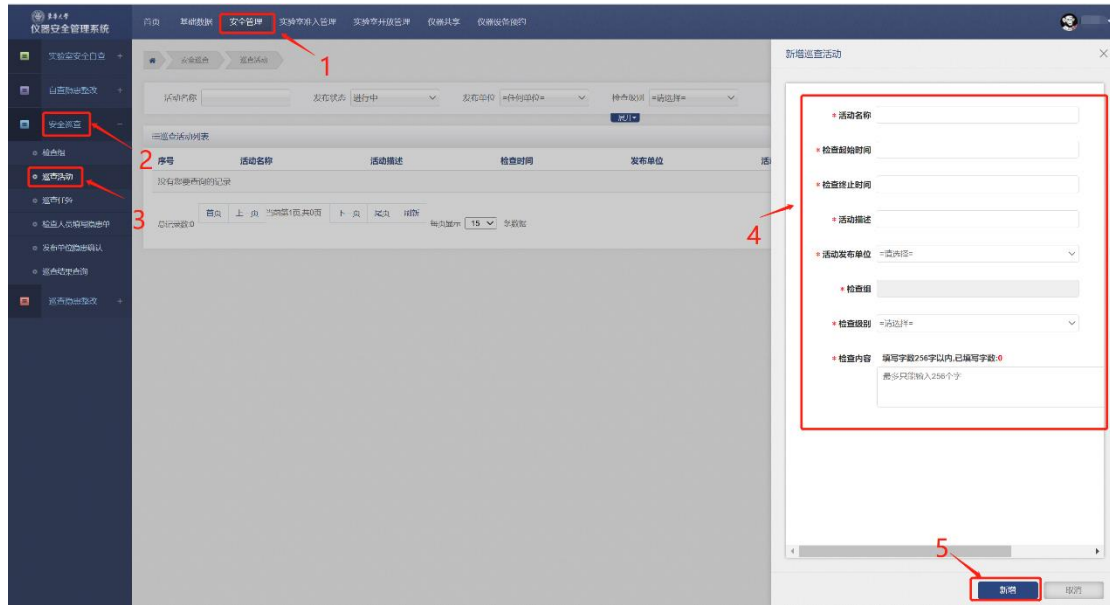 仪器安全管理系统
首页 基础数据 安全管理 实验室准入管理 实验室开放管理 仪器共享 仪器设备预约
实验室安全自查 +
自查隐患整改 +
安全巡查 -
检查组
巡查活动
巡查打分
检查人员填写隐患单
发布单位隐患确认
巡查结果查询
巡查隐患整改 +
安全巡查 巡查活动
活动名称 发布状态 进行中 发布单位 =任何单位= 检查级别 =请选择=
展开
巡查活动列表
序号 活动名称 活动描述 检查时间 发布单位 活
没有您要查询的记录
总记录数:0 首页 上一页 当前第1页,共0页 下一页 尾页 刷新 每页显示 15 条数据
新增巡查活动 ×
* 活动名称
* 检查起始时间
* 检查终止时间
* 活动描述
* 活动发布单位 =请选择=
* 检查组
* 检查级别 =请选择=
* 检查内容 填写字数256字以内,已填写字数:0
最多只能输入256个字
新增 取消
1
2
3
4
5